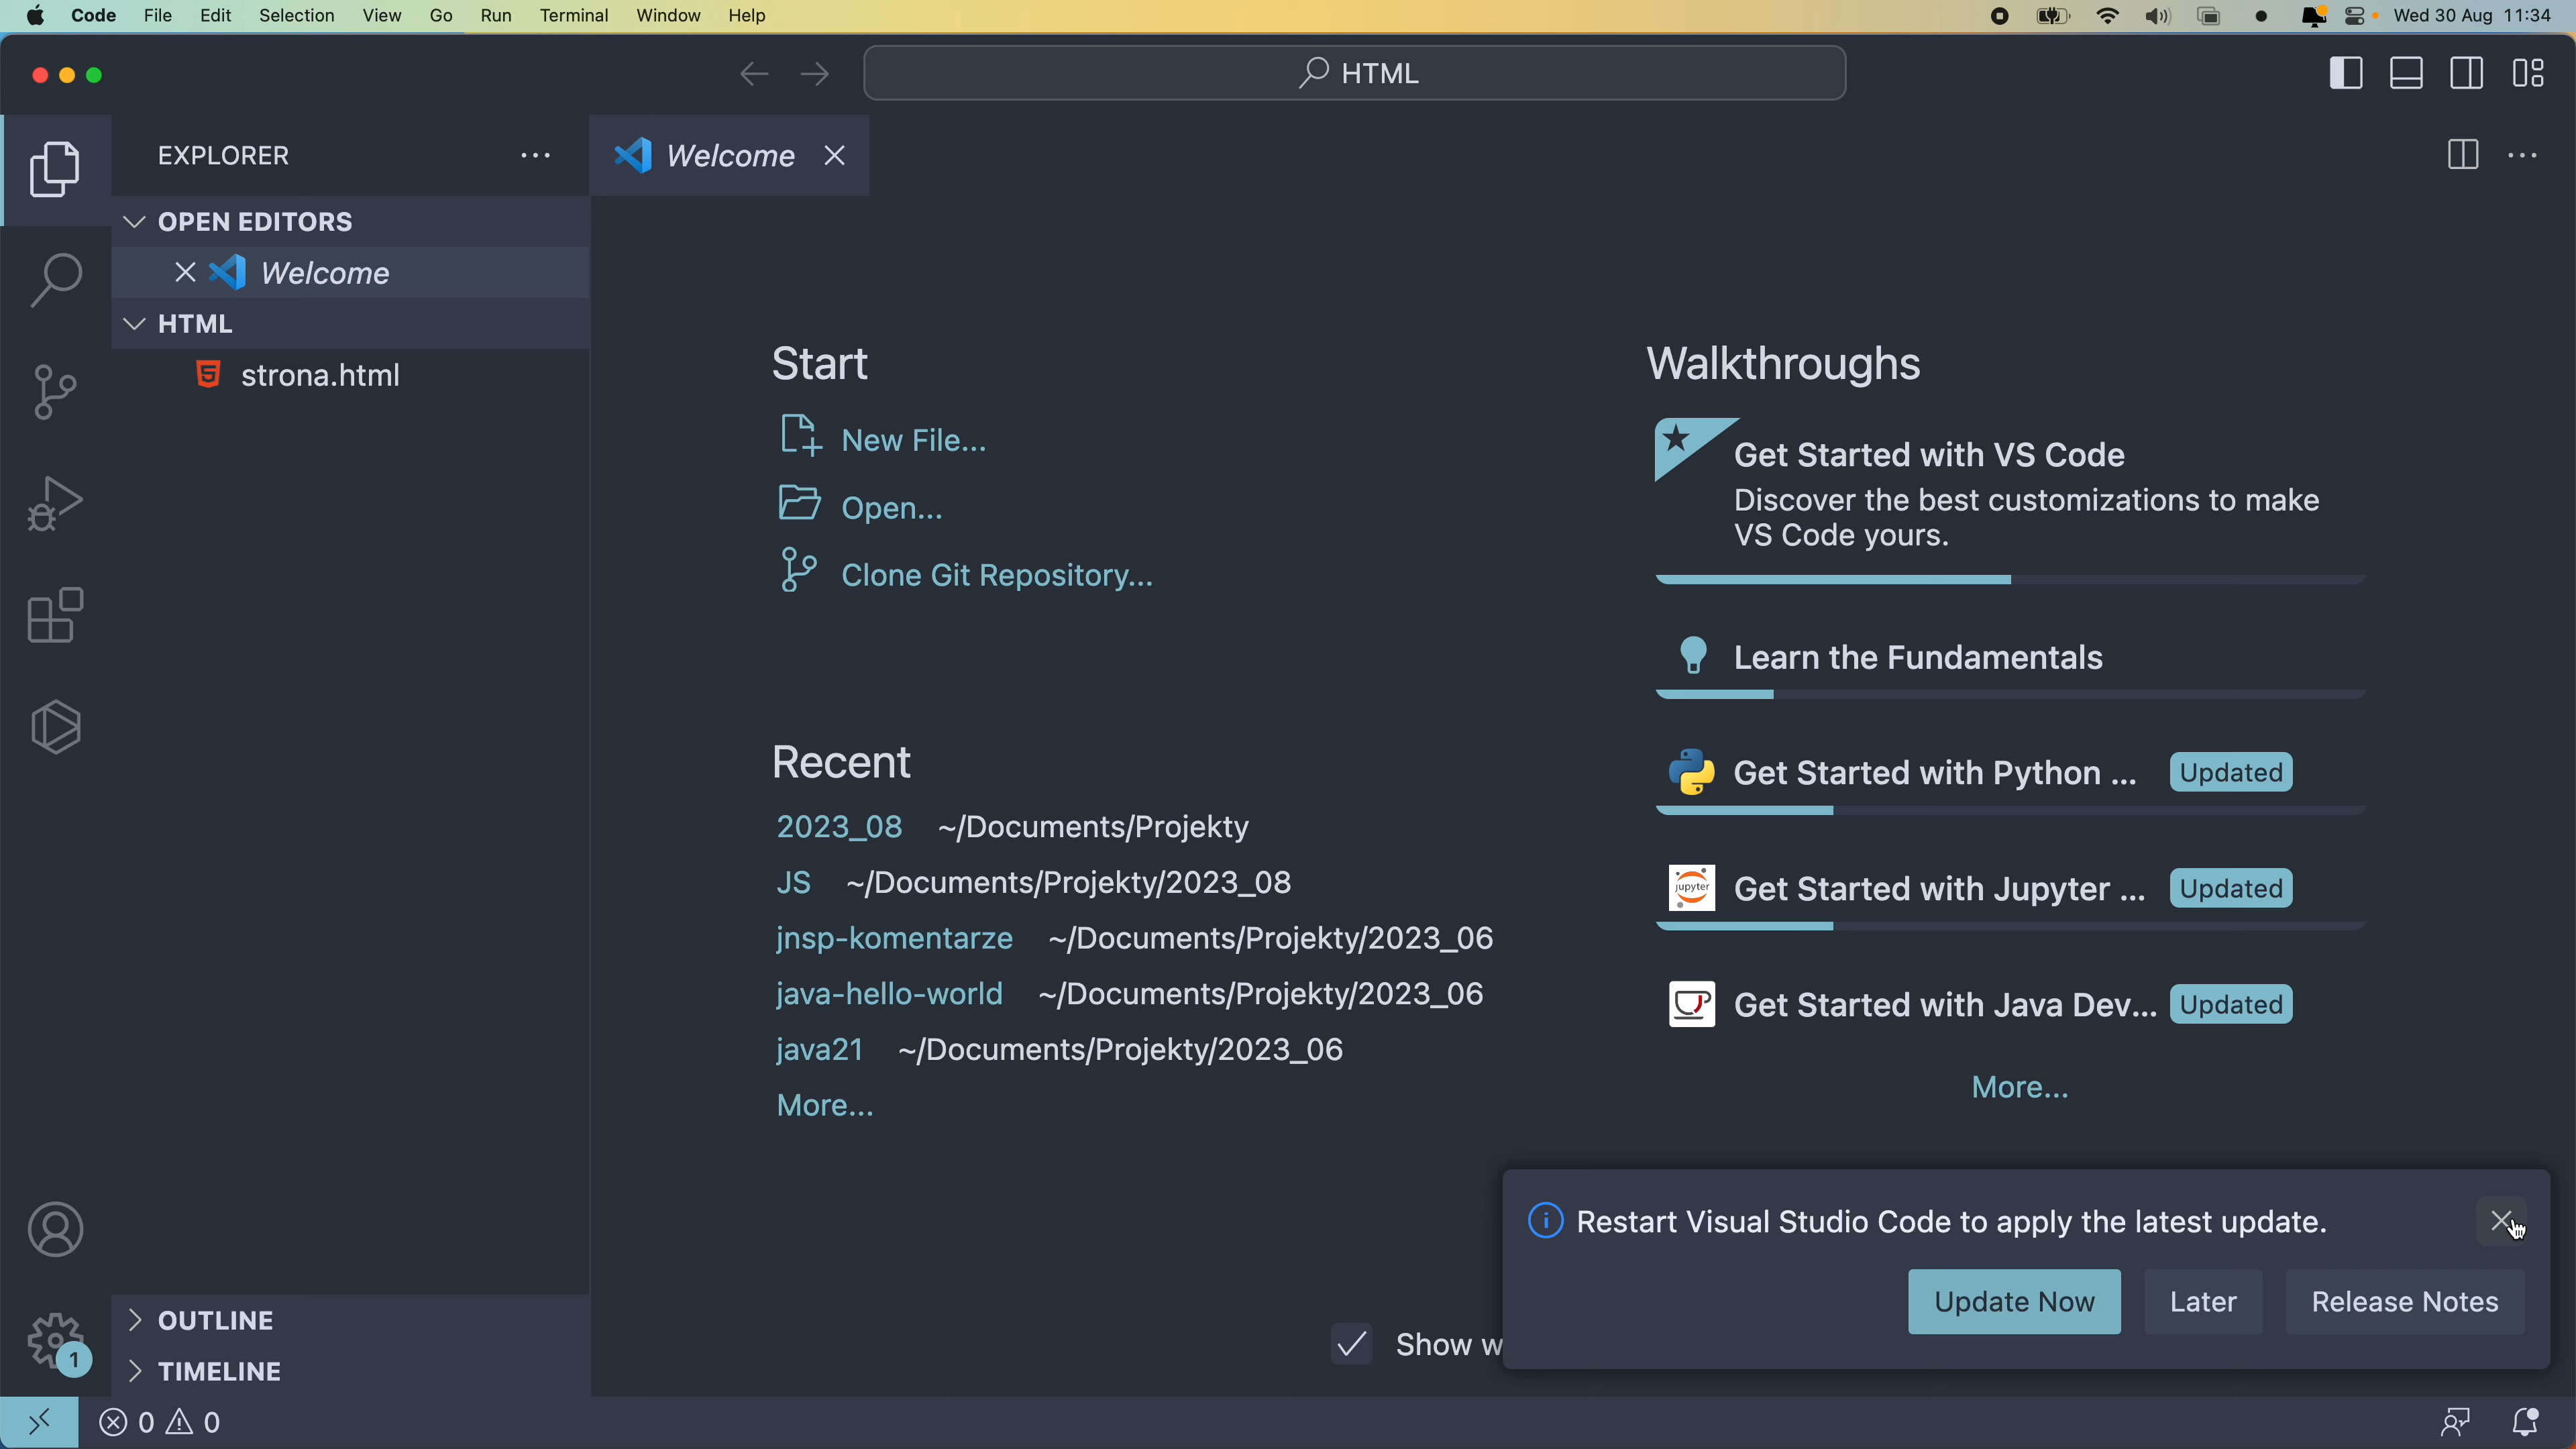 Code File Edit Selection View Go Run Terminal Window Help Wed 30 Aug 11:34
HTML
EXPLORER
Welcome
OPEN EDITORS
Welcome
HTML
strona.html
Start
New File...
Open...
Clone Git Repository...
Recent
2023_08 ~/Documents/Projekty
JS ~/Documents/Projekty/2023_08
jnsp-komentarze ~/Documents/Projekty/2023_06
java-hello-world ~/Documents/Projekty/2023_06
java21 ~/Documents/Projekty/2023_06
More...
Walkthroughs
Get Started with VS Code
Discover the best customizations to make
VS Code yours.
Learn the Fundamentals
Get Started with Python ... Updated
jupyter
Get Started with Jupyter ... Updated
Get Started with Java Dev... Updated
More...
Show w
Restart Visual Studio Code to apply the latest update.
Update Now Later Release Notes
OUTLINE
TIMELINE
1
0 0